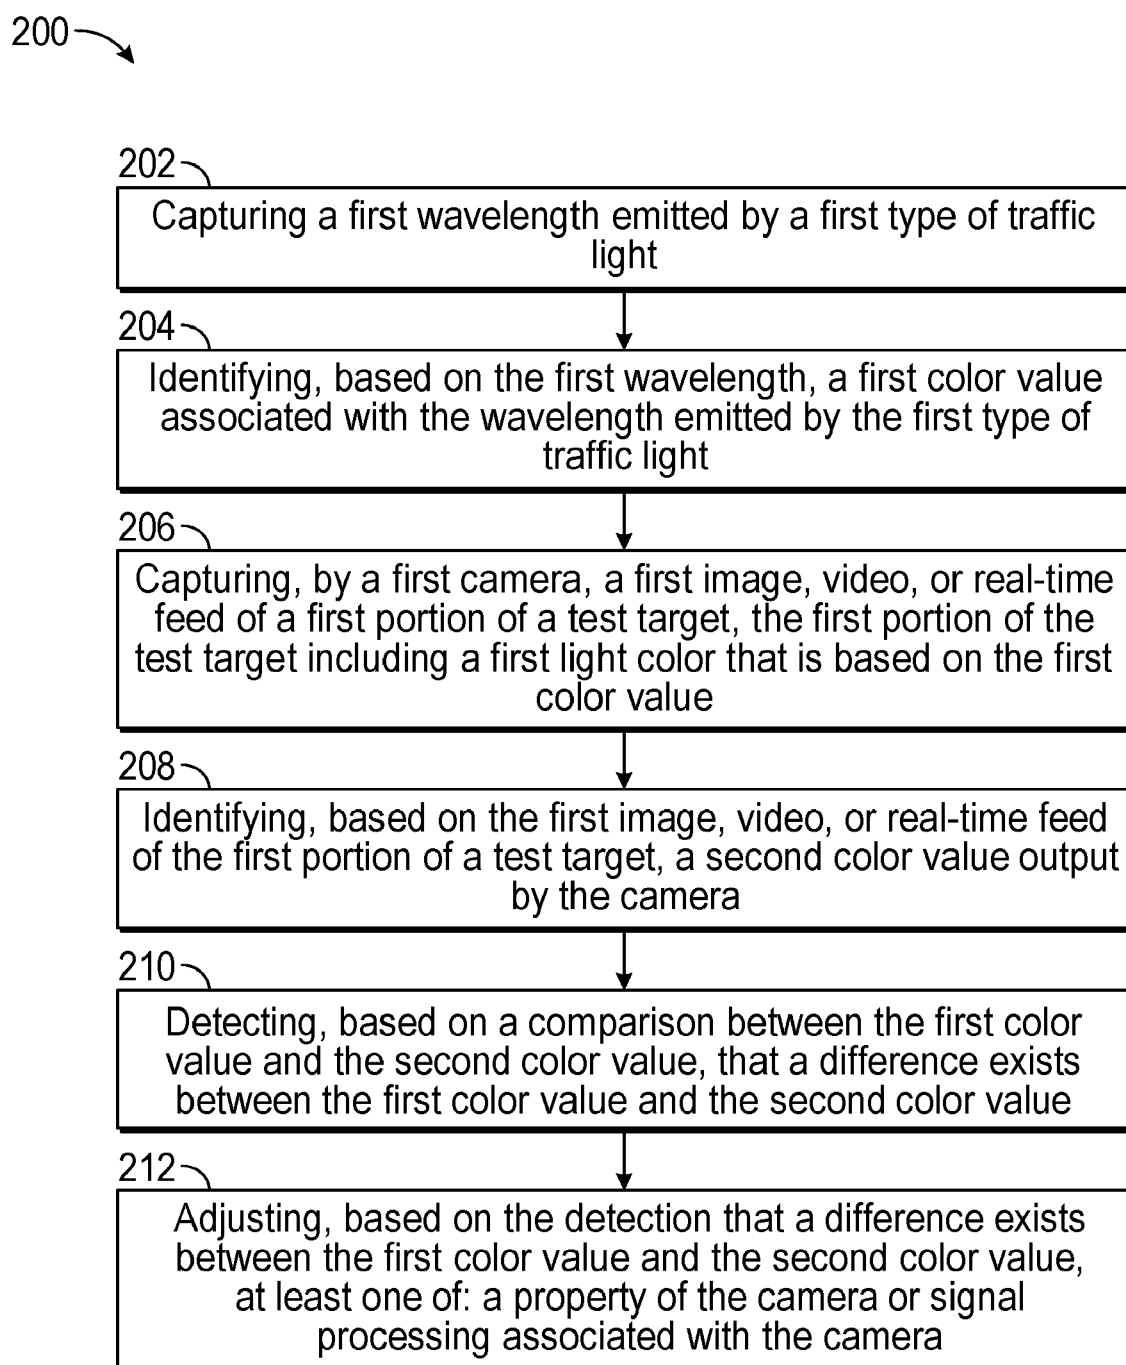 200
202
Capturing a first wavelength emitted by a first type of traffic
light
204
Identifying, based on the first wavelength, a first color value
associated with the wavelength emitted by the first type of
traffic light
206
Capturing, by a first camera, a first image, video, or real-time
feed of a first portion of a test target, the first portion of the
test target including a first light color that is based on the first
color value
208
Identifying, based on the first image, video, or real-time feed
of the first portion of a test target, a second color value output
by the camera
210
Detecting, based on a comparison between the first color
value and the second color value, that a difference exists
between the first color value and the second color value
212
Adjusting, based on the detection that a difference exists
between the first color value and the second color value,
at least one of: a property of the camera or signal
processing associated with the camera